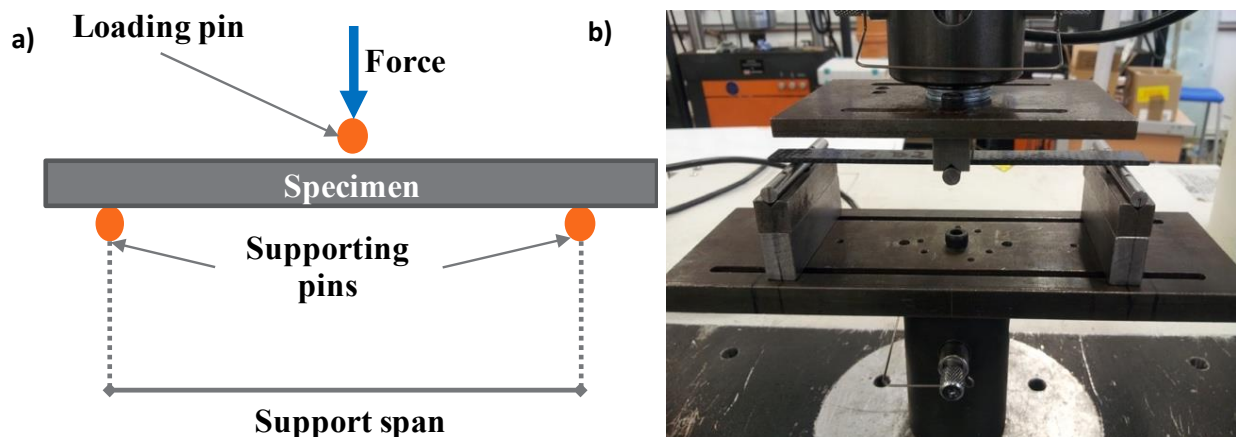 a)
Loading pin
Force
Specimen
Supporting
pins
Support span
b)